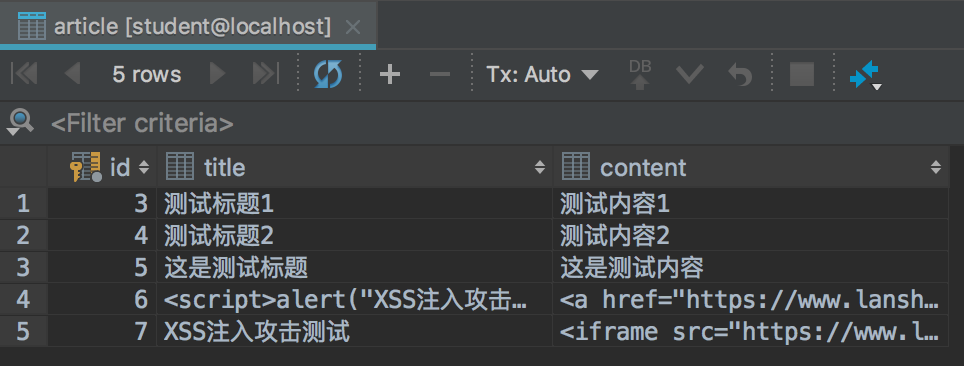 article [student@localhost]
5 rows Tx: Auto DB
<Filter criteria>
id title content
1 3 测试标题1 测试内容1
2 4 测试标题2 测试内容2
3 5 这是测试标题 这是测试内容
4 6 <script>alert("XSS注入攻击… <a href="https://www.lansh…
5 7 XSS注入攻击测试 <iframe src="https://www.l…